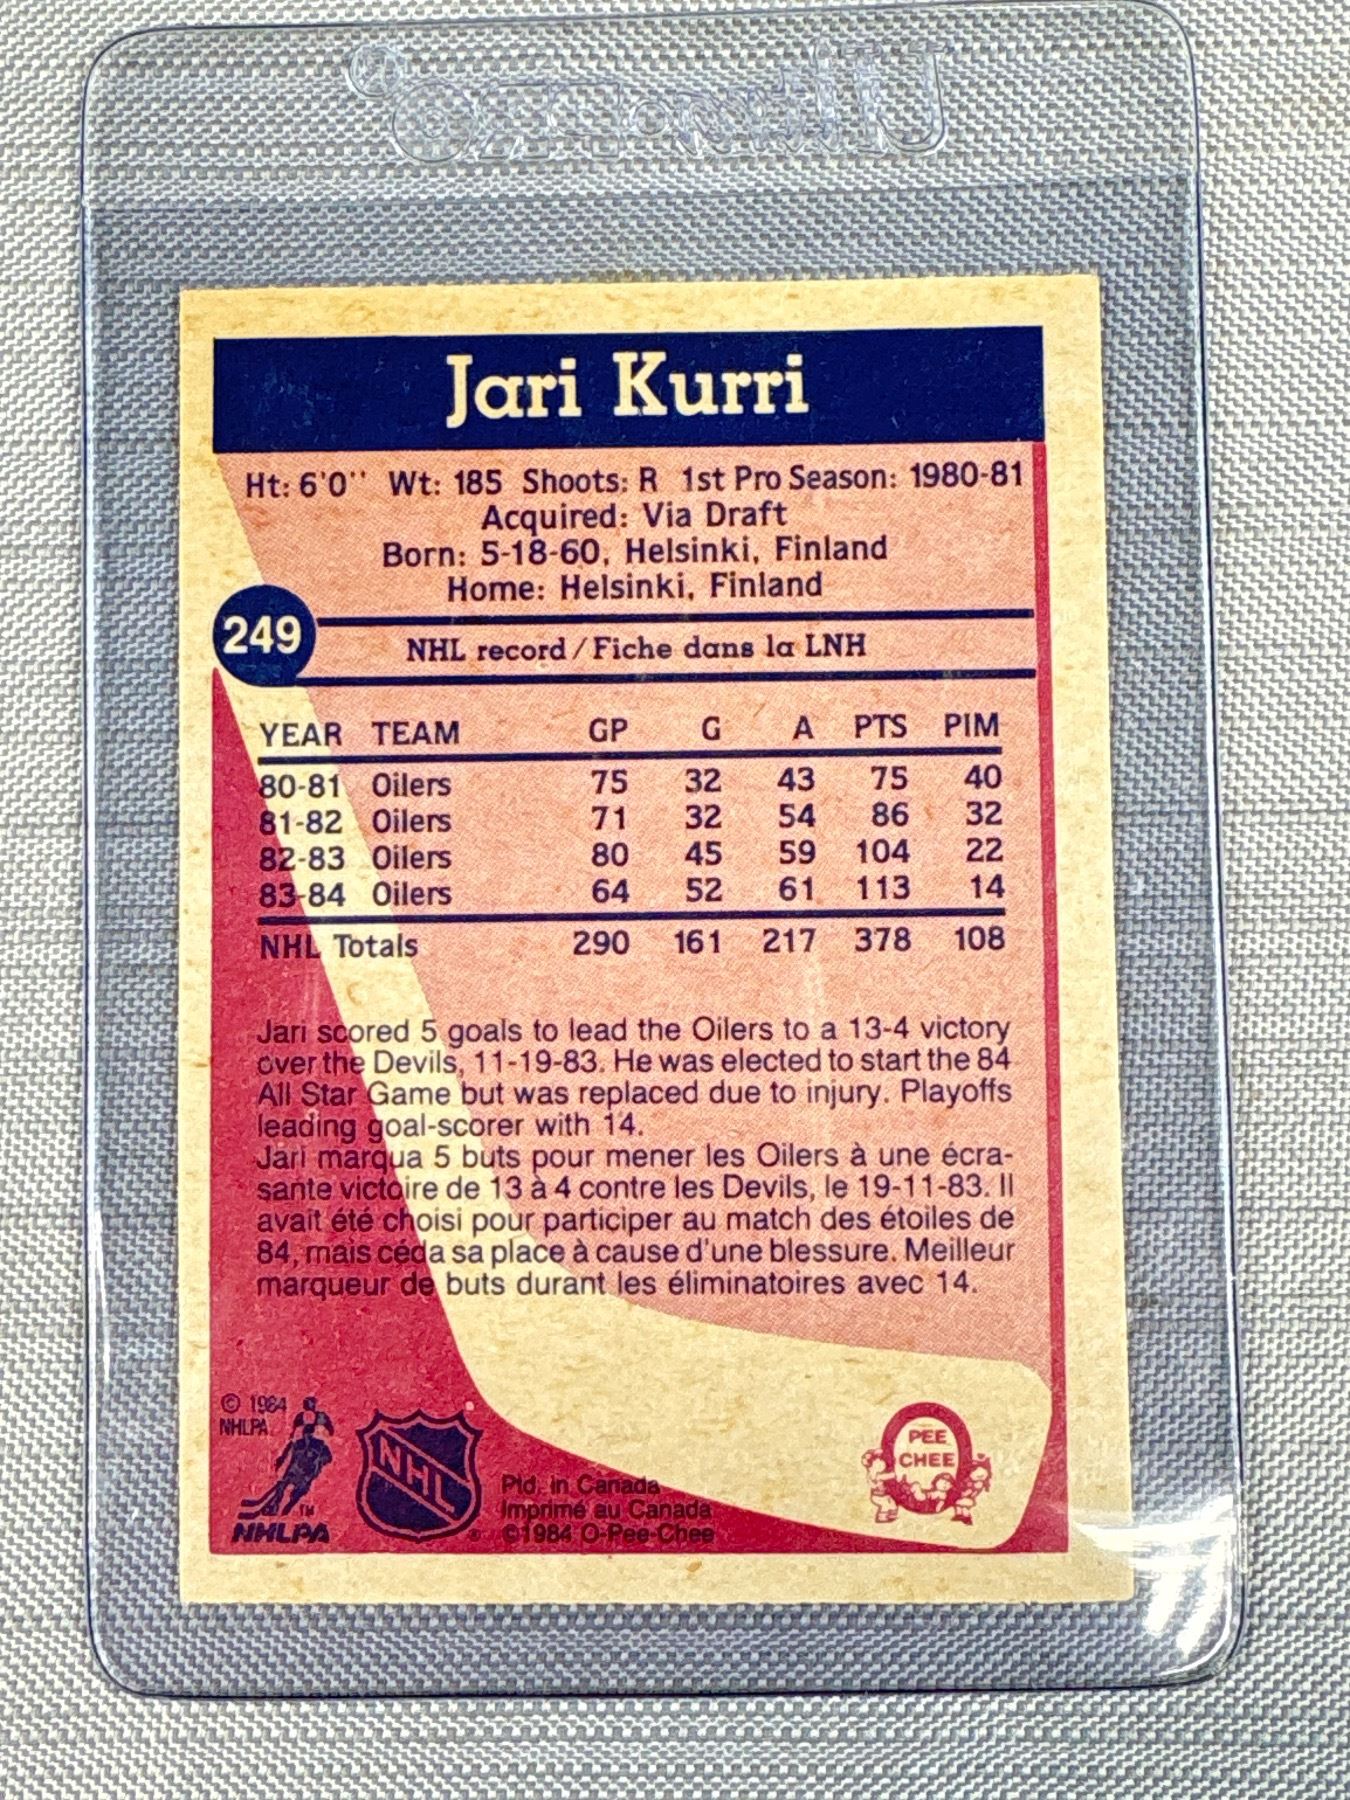 Ultra•PRO®
Jari Kurri
Ht: 6'0'' Wt: 185 Shoots: R 1st Pro Season: 1980-81
Acquired: Via Draft
Born: 5-18-60, Helsinki, Finland
Home: Helsinki, Finland
249
NHL record/Fiche dans la LNH
YEAR TEAM GP G A PTS PIM
80-81 Oilers 75 32 43 75 40
81-82 Oilers 71 32 54 86 32
82-83 Oilers 80 45 59 104 22
83-84 Oilers 64 52 61 113 14
NHL Totals 290 161 217 378 108
Jari scored 5 goals to lead the Oilers to a 13-4 victory
over the Devils, 11-19-83. He was elected to start the 84
All Star Game but was replaced due to injury. Playoffs
leading goal-scorer with 14.
Jari marqua 5 buts pour mener les Oilers à une écra-
sante victoire de 13 à 4 contre les Devils, le 19-11-83. Il
avait été choisi pour participer au match des étoiles de
84, mais céda sa place à cause d'une blessure. Meilleur
marqueur de buts durant les éliminatoires avec 14.
© 1984
NHLPA
™
NHLPA
NHL
®
Ptd. in Canada
Imprimé au Canada
©1984 O-Pee-Chee
PEE
CHEE